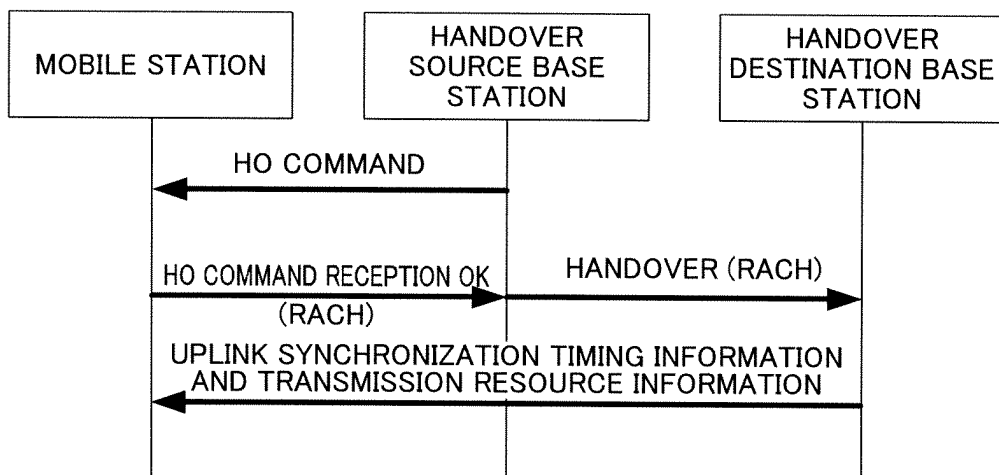 MOBILE STATION
HANDOVER
SOURCE BASE
STATION
HANDOVER
DESTINATION BASE
STATION
HO COMMAND
HO COMMAND RECEPTION OK
(RACH)
HANDOVER (RACH)
UPLINK SYNCHRONIZATION TIMING INFORMATION
AND TRANSMISSION RESOURCE INFORMATION